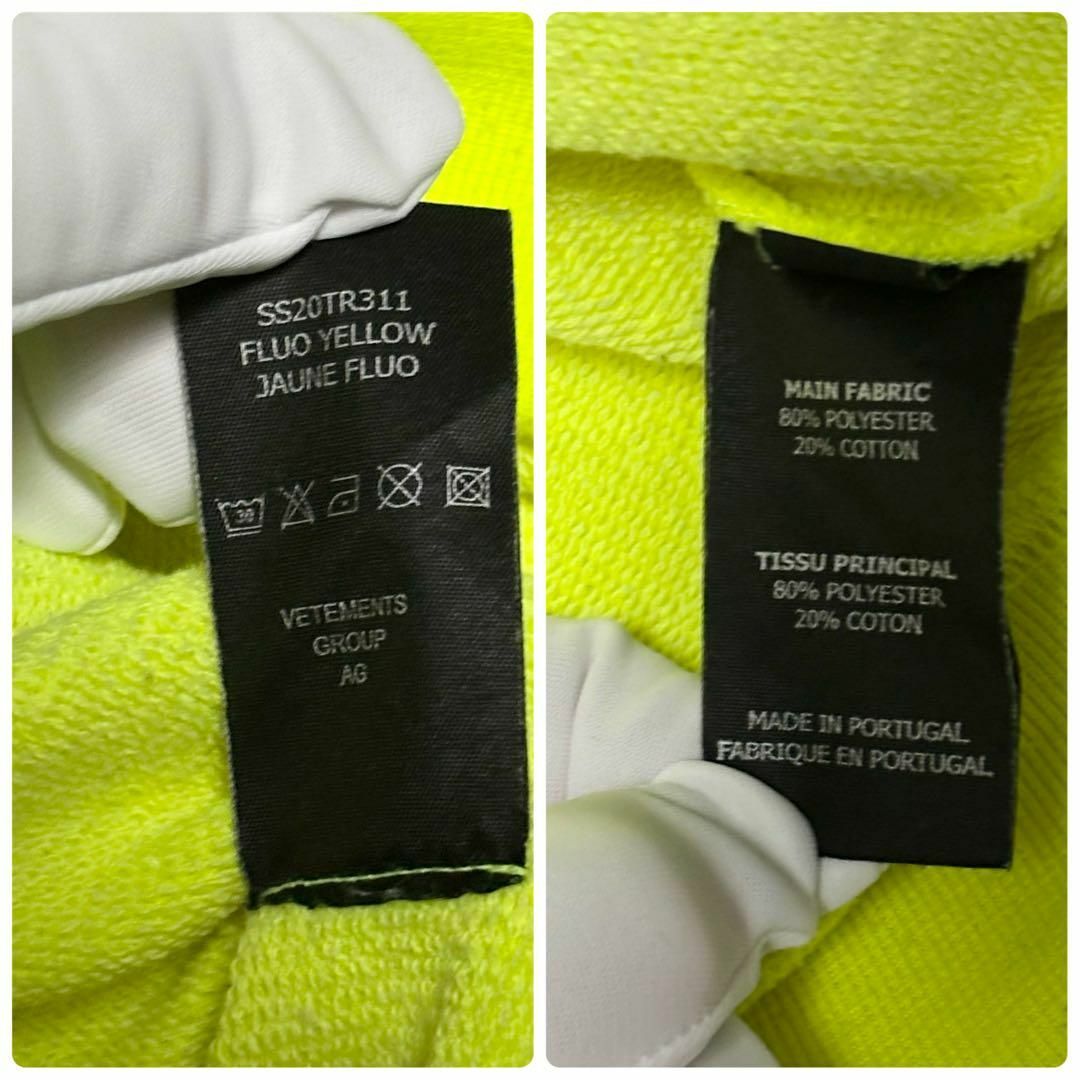 SS20TR311
FLUO YELLOW
JAUNE FLUO
30
VETEMENTS
GROUP
AG
MAIN FABRIC
80% POLYESTER
20% COTTON
TISSU PRINCIPAL
80% POLYESTER
20% COTON
MADE IN PORTUGAL
FABRIQUE EN PORTUGAL